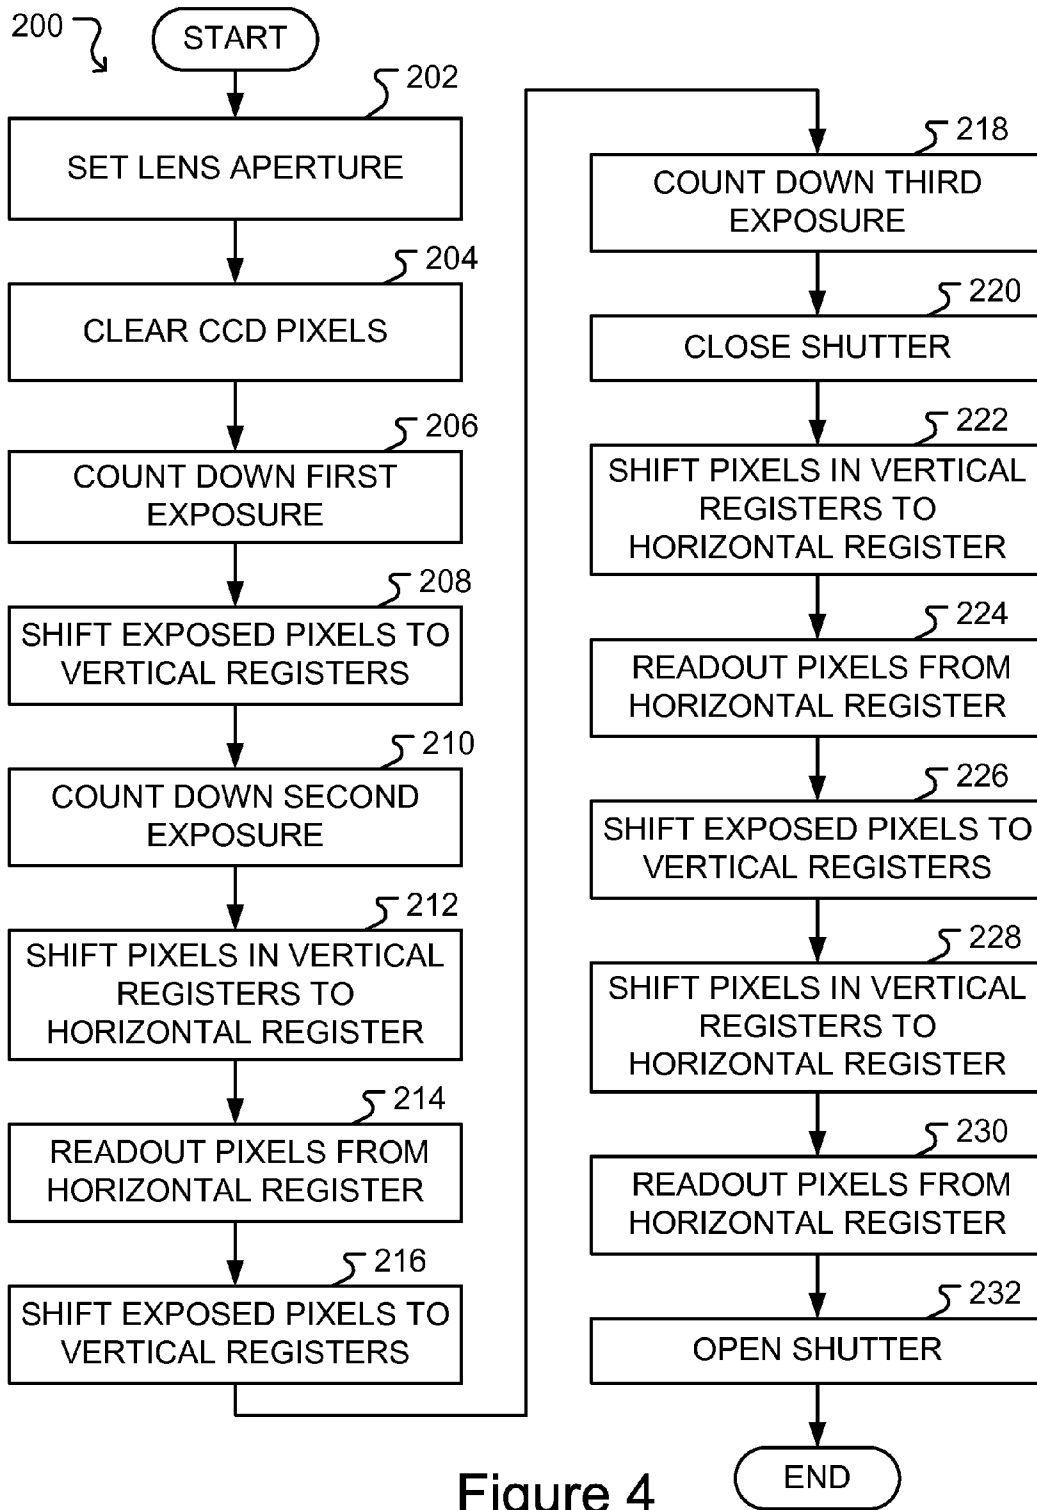 200
START
202
SET LENS APERTURE
204
CLEAR CCD PIXELS
206
COUNT DOWN FIRST
EXPOSURE
208
SHIFT EXPOSED PIXELS TO
VERTICAL REGISTERS
210
COUNT DOWN SECOND
EXPOSURE
212
SHIFT PIXELS IN VERTICAL
REGISTERS TO
HORIZONTAL REGISTER
214
READOUT PIXELS FROM
HORIZONTAL REGISTER
216
SHIFT EXPOSED PIXELS TO
VERTICAL REGISTERS
218
COUNT DOWN THIRD
EXPOSURE
220
CLOSE SHUTTER
222
SHIFT PIXELS IN VERTICAL
REGISTERS TO
HORIZONTAL REGISTER
224
READOUT PIXELS FROM
HORIZONTAL REGISTER
226
SHIFT EXPOSED PIXELS TO
VERTICAL REGISTERS
228
SHIFT PIXELS IN VERTICAL
REGISTERS TO
HORIZONTAL REGISTER
230
READOUT PIXELS FROM
HORIZONTAL REGISTER
232
OPEN SHUTTER
END
Figure 4